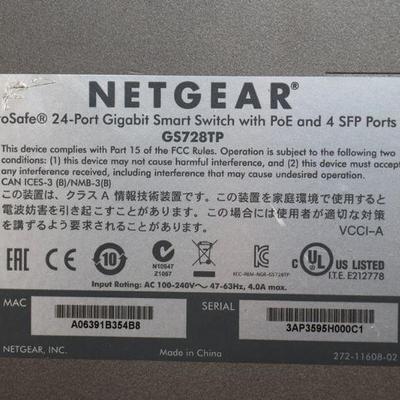 NETGEAR®
oSafe® 24-Port Gigabit Smart Switch with PoE and 4 SFP Ports
GS728TP
This device complies with Part 15 of the FCC Rules. Operation is subject to the following two
conditions: (1) this device may not cause harmful interference, and (2) this device must accept
any interference received, including interference that may cause undesired operation.
CAN ICES-3 (B)/NMB-3(B)
この装置は、クラス A 情報技術装置です。この装置を家庭環境で使用すると
電波妨害を引き起こすことがあります。この場合には使用者が適切な対策
を講ずるよう要求されることがあります。 VCCI-A
EAC CE 10 N10947 Z1067 KCC-REM-NGR-GS728TP C UL US LISTED
I.T.E. E212778
Input Rating: AC 100-240V~ 47-63Hz, 4.0A max.
MAC A06391B354B8 SERIAL 3AP3595H000C1
NETGEAR, INC. Made in China 272-11608-02